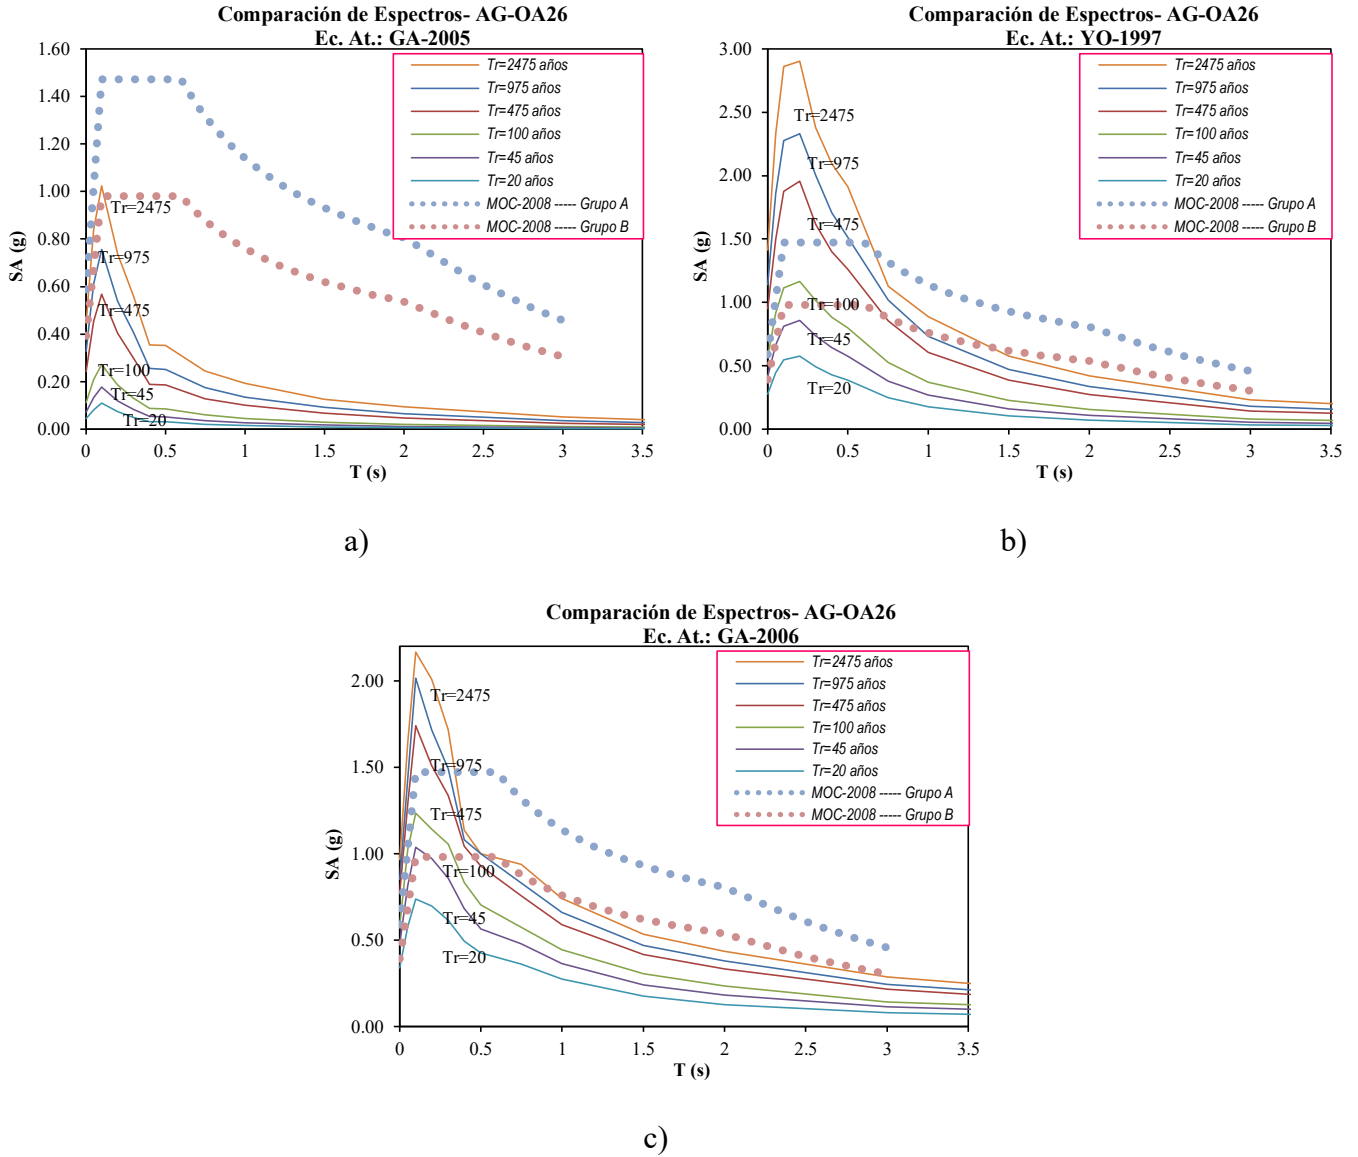 Comparación de Espectros- AG-OA26
Ec. At.: GA-2005
1.60
1.40
1.20
1.00
0.80
0.60
0.40
0.20
0.00
SA (g)
0 0.5 1 1.5 2 2.5 3 3.5
T (s)
Tr=2475 años
Tr=975 años
Tr=475 años
Tr=100 años
Tr=45 años
Tr=20 años
MOC-2008 ----- Grupo A
MOC-2008 ----- Grupo B
Tr=2475
Tr=975
Tr=475
Tr=100
Tr=45
Tr=20
a)
Comparación de Espectros- AG-OA26
Ec. At.: YO-1997
3.00
2.50
2.00
1.50
1.00
0.50
0.00
SA (g)
0 0.5 1 1.5 2 2.5 3 3.5
T (s)
Tr=2475 años
Tr=975 años
Tr=475 años
Tr=100 años
Tr=45 años
Tr=20 años
MOC-2008 ----- Grupo A
MOC-2008 ----- Grupo B
Tr=2475
Tr=975
Tr=475
Tr=100
Tr=45
Tr=20
b)
Comparación de Espectros- AG-OA26
Ec. At.: GA-2006
2.00
1.50
1.00
0.50
0.00
SA (g)
0 0.5 1 1.5 2 2.5 3 3.5
T (s)
Tr=2475 años
Tr=975 años
Tr=475 años
Tr=100 años
Tr=45 años
Tr=20 años
MOC-2008 ----- Grupo A
MOC-2008 ----- Grupo B
Tr=2475
Tr=975
Tr=475
Tr=100
Tr=45
Tr=20
c)